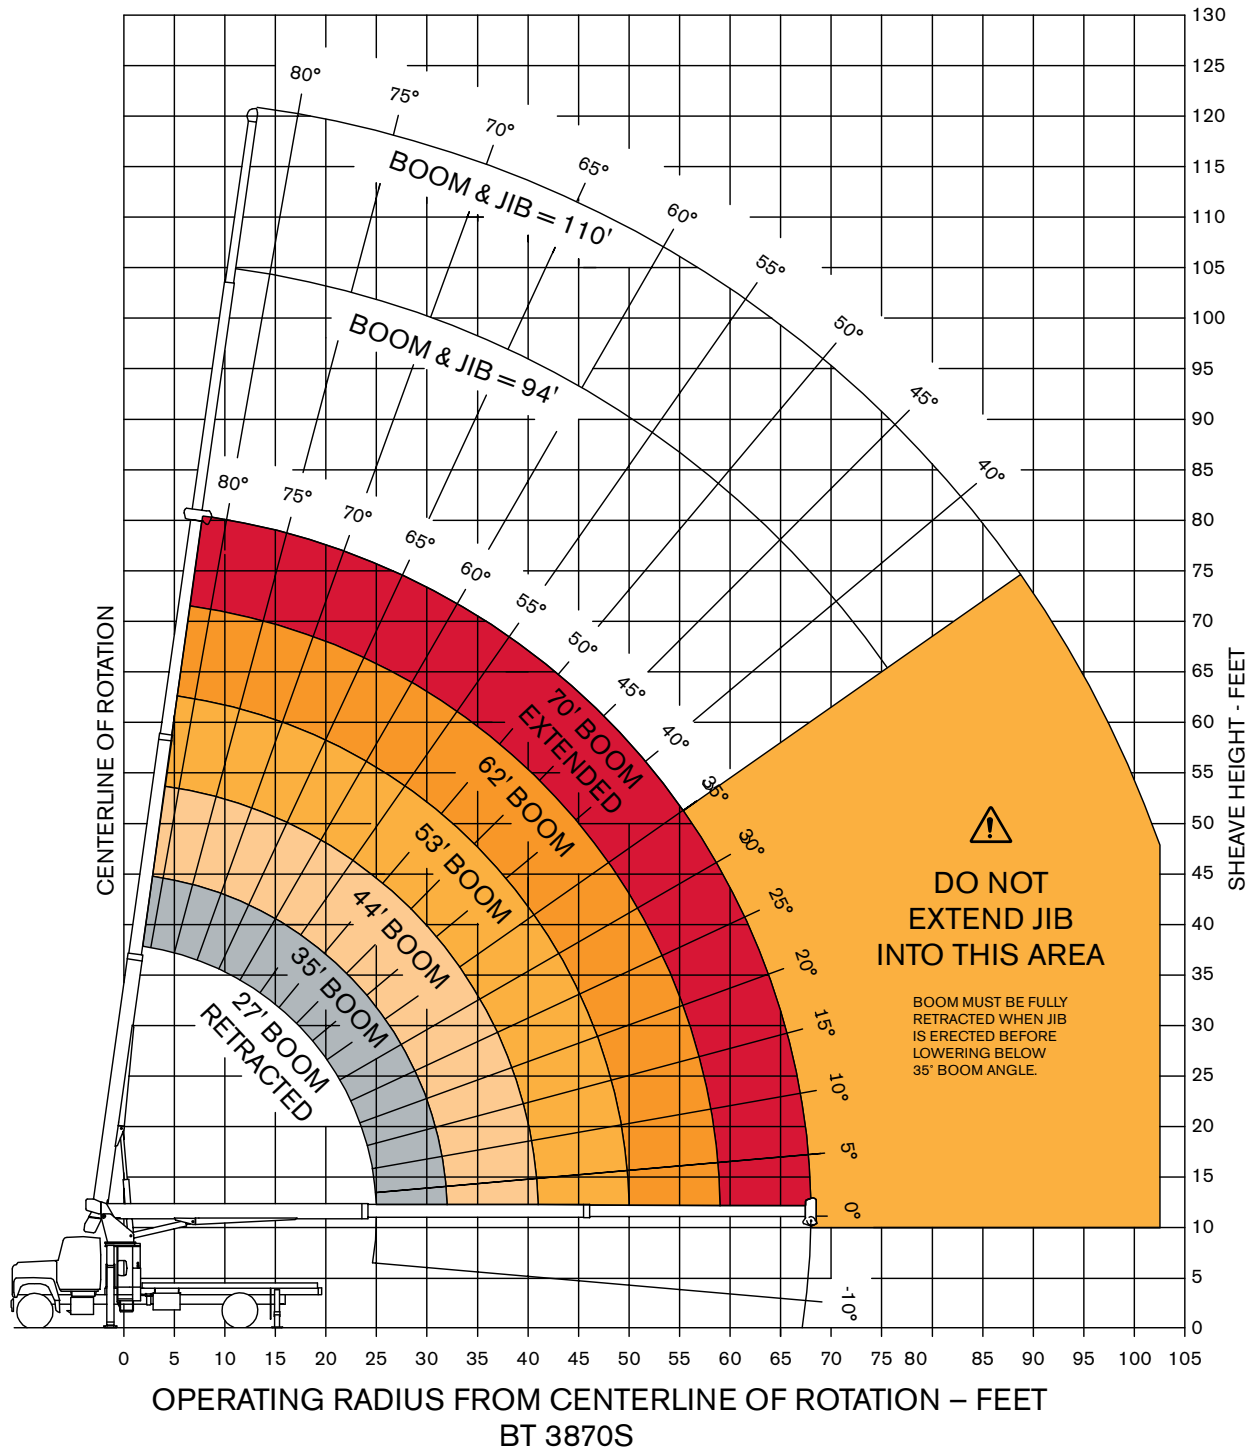 130
125
120
115
110
105
100
95
90
85
80
75
70
65
60
55
50
45
40
35
30
25
20
15
10
5
0
SHEAVE HEIGHT - FEET
CENTERLINE OF ROTATION
80°
75°
70°
65°
60°
55°
50°
45°
40°
BOOM & JIB = 110'
BOOM & JIB = 94'
80°
75°
70°
65°
60°
55°
50°
45°
40°
35°
30°
25°
20°
15°
10°
5°
0°
-10°
70' BOOM
EXTENDED
62' BOOM
53' BOOM
44' BOOM
35' BOOM
27' BOOM
RETRACTED
DO NOT
EXTEND JIB
INTO THIS AREA
BOOM MUST BE FULLY
RETRACTED WHEN JIB
IS ERECTED BEFORE
LOWERING BELOW
35° BOOM ANGLE.
0 5 10 15 20 25 30 35 40 45 50 55 60 65 70 75 80 85 90 95 100 105
OPERATING RADIUS FROM CENTERLINE OF ROTATION – FEET
BT 3870S